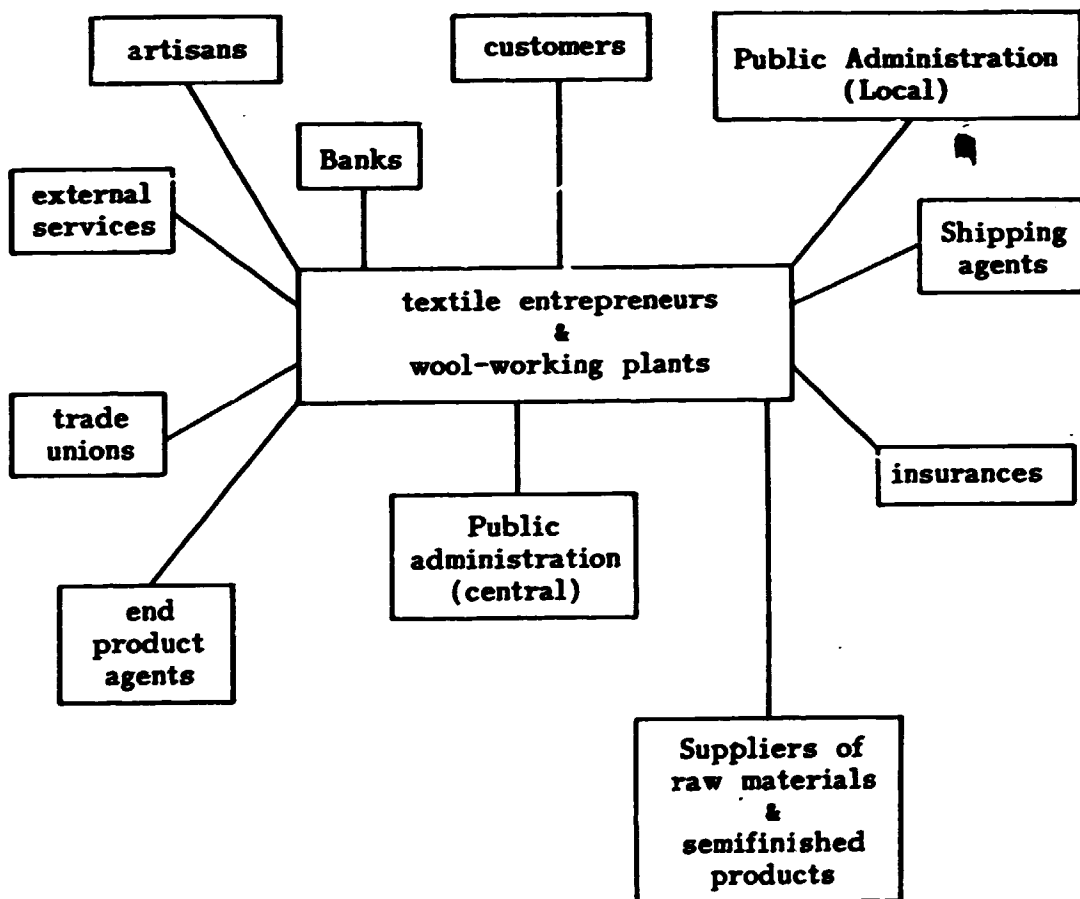 artisans
customers
Public Administration
(Local)
Banks
external
services
Shipping
agents
textile entrepreneurs
&
wool-working plants
trade
unions
insurances
Public
administration
(central)
end
product
agents
Suppliers of
raw materials
&
semifinished
products